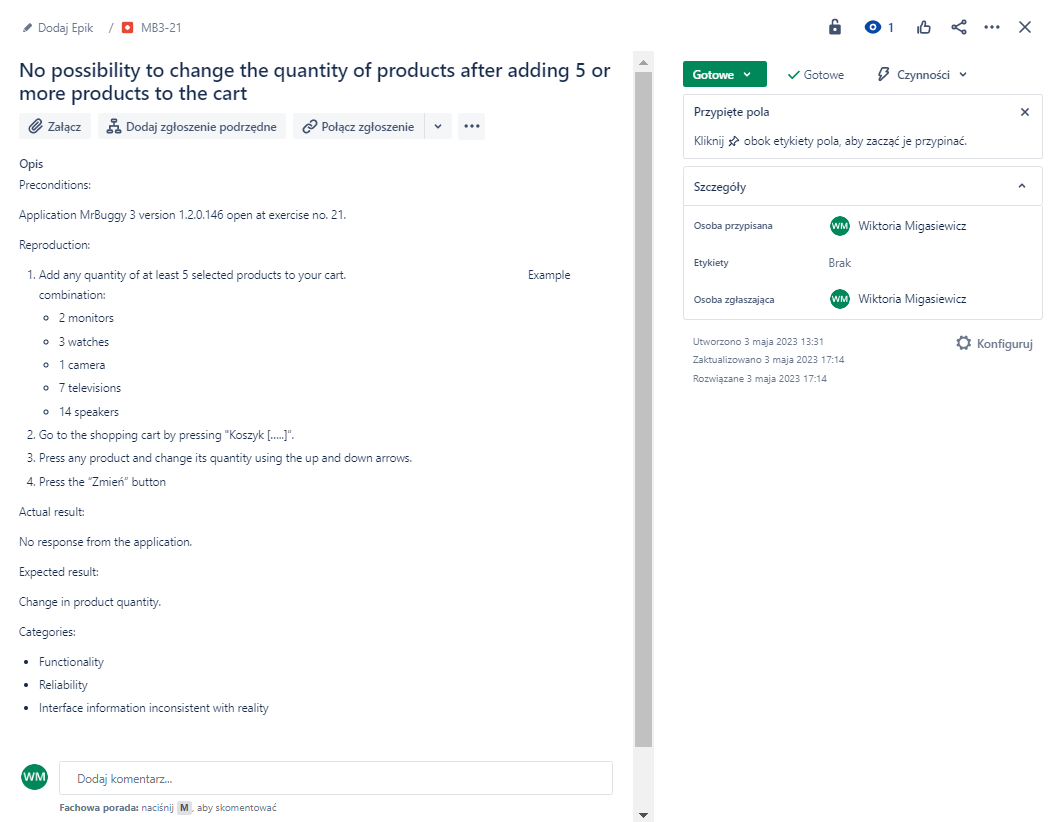 Dodaj Epik / MB3-21
1
No possibility to change the quantity of products after adding 5 or
more products to the cart
Załącz
Dodaj zgłoszenie podrzędne
Połącz zgłoszenie
Opis
Preconditions:
Application MrBuggy 3 version 1.2.0.146 open at exercise no. 21.
Reproduction:
1. Add any quantity of at least 5 selected products to your cart. Example
combination:
2 monitors
3 watches
1 camera
7 televisions
14 speakers
2. Go to the shopping cart by pressing "Koszyk [.....]”.
3. Press any product and change its quantity using the up and down arrows.
4. Press the “Zmień” button
Actual result:
No response from the application.
Expected result:
Change in product quantity.
Categories:
Functionality
Reliability
Interface information inconsistent with reality
WM
Dodaj komentarz...
Fachowa porada: naciśnij M, aby skomentować
Gotowe
Gotowe
Czynności
Przypięte pola
Kliknij obok etykiety pola, aby zacząć je przypinać.
Szczegóły
Osoba przypisana
WM Wiktoria Migasiewicz
Etykiety
Brak
Osoba zgłaszająca
WM Wiktoria Migasiewicz
Utworzono 3 maja 2023 13:31
Zaktualizowano 3 maja 2023 17:14
Rozwiązane 3 maja 2023 17:14
Konfiguruj